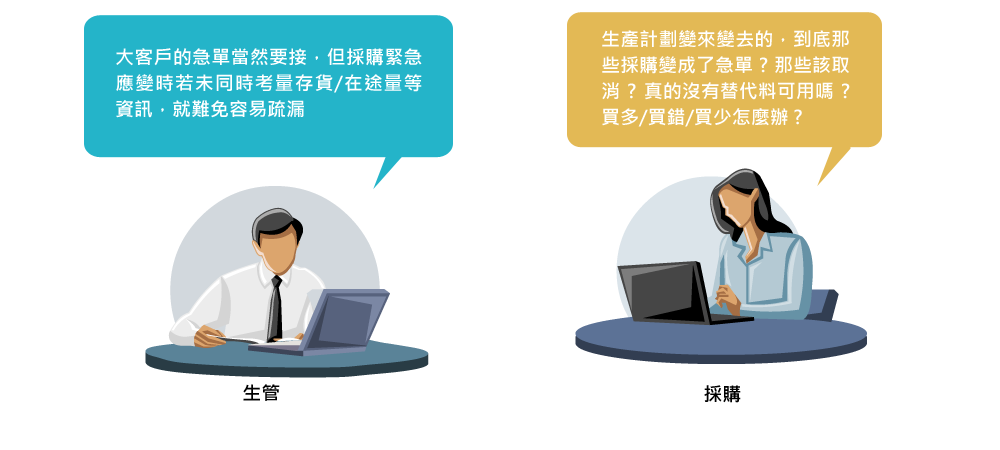 大客戶的急單當然要接，但採購緊急
應變時若未同時考量存貨/在途量等
資訊，就難免容易疏漏
生產計劃變來變去的，到底那
些採購變成了急單？那些該取
消？真的沒有替代料可用嗎？
買多/買錯/買少怎麼辦？
生管
採購